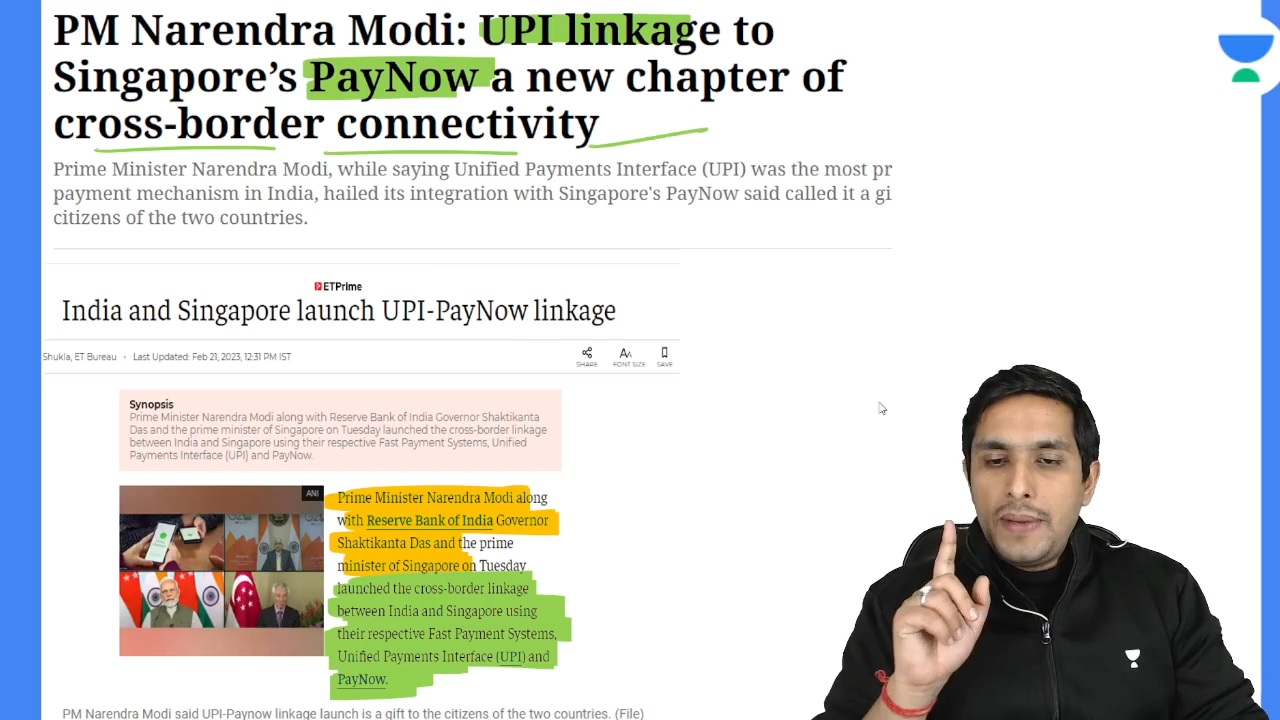 PM Narendra Modi: UPI linkage to
Singapore’s PayNow a new chapter of
cross-border connectivity
Prime Minister Narendra Modi, while saying Unified Payments Interface (UPI) was the most pr
payment mechanism in India, hailed its integration with Singapore's PayNow said called it a gi
citizens of the two countries.
ETPrime
India and Singapore launch UPI-PayNow linkage
Shukla, ET Bureau • Last Updated: Feb 21, 2023, 12:31 PM IST
SHARE FONT SIZE SAVE
Synopsis
Prime Minister Narendra Modi along with Reserve Bank of India Governor Shaktikanta
Das and the prime minister of Singapore on Tuesday launched the cross-border linkage
between India and Singapore using their respective Fast Payment Systems, Unified
Payments Interface (UPI) and PayNow.
ANI
Prime Minister Narendra Modi along
with Reserve Bank of India Governor
Shaktikanta Das and the prime
minister of Singapore on Tuesday
launched the cross-border linkage
between India and Singapore using
their respective Fast Payment Systems,
Unified Payments Interface (UPI) and
PayNow.
PM Narendra Modi said UPI-Paynow linkage launch is a gift to the citizens of the two countries. (File)